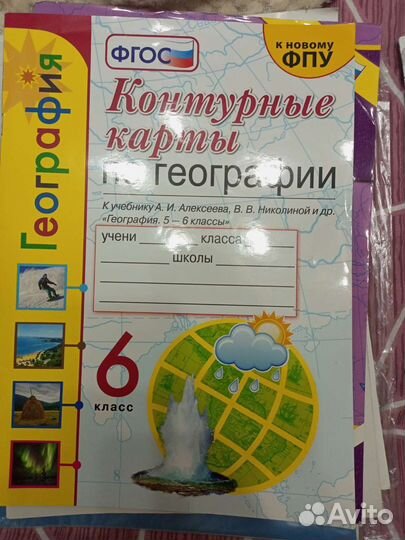 ФГОС
к новому
ФПУ
География
Контурные
карты
по географии
К учебнику А. И. Алексеева, В. В. Николиной и др.
«География. 5 – 6 классы»
учени класса
школы
6
класс
Avito